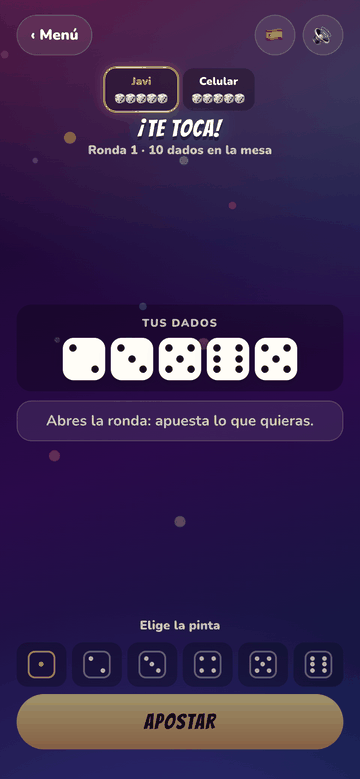 ‹ Menú
Javi
Celular
¡TE TOCA!
Ronda 1 · 10 dados en la mesa
TUS DADOS
Abres la ronda: apuesta lo que quieras.
Elige la pinta
APOSTAR